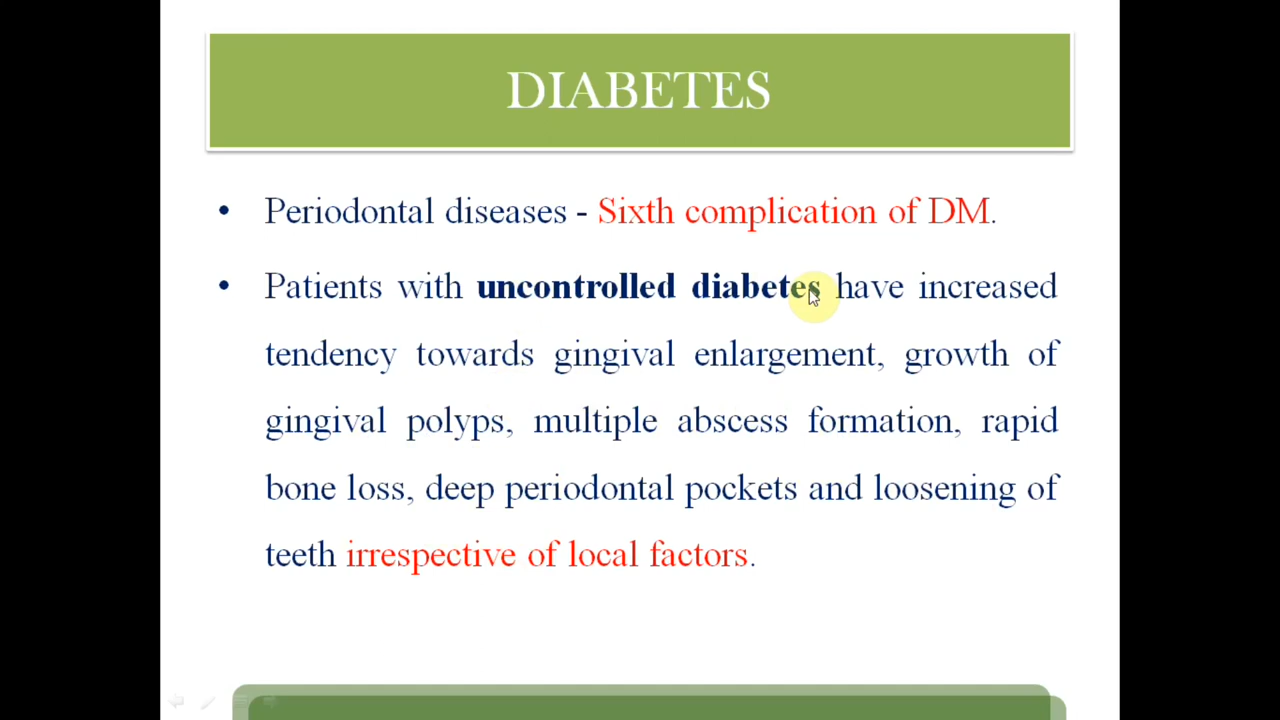 DIABETES
• Periodontal diseases - Sixth complication of DM.
• Patients with uncontrolled diabetes have increased
tendency towards gingival enlargement, growth of
gingival polyps, multiple abscess formation, rapid
bone loss, deep periodontal pockets and loosening of
teeth irrespective of local factors.